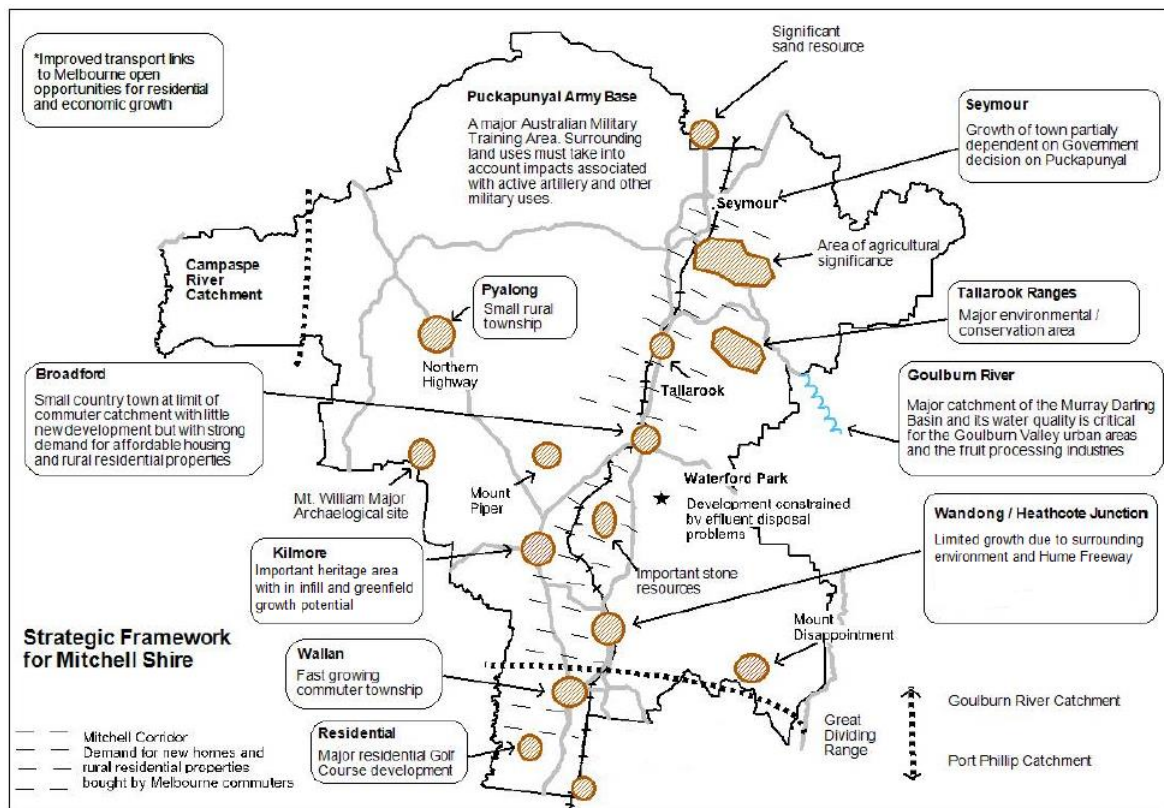 *Improved transport links
to Melbourne open
opportunities for residential
and economic growth
Significant
sand resource
Puckapunyal Army Base
A major Australian Military
Training Area. Surrounding
land uses must take into
account impacts associated
with active artillery and other
military uses.
Seymour
Growth of town partially
dependent on Government
decision on Puckapunyal
Seymour
Area of agricultural
significance
Campaspe
River
Catchment
Pyalong
Small rural
township
Northern
Highway
Tallarook Ranges
Major environmental /
conservation area
Tallarook
Broadford
Small country town at limit of
commuter catchment with little
new development but with strong
demand for affordable housing
and rural residential properties
Goulburn River
Major catchment of the Murray Darling
Basin and its water quality is critical
for the Goulburn Valley urban areas
and the fruit processing industries
Mt. William Major
Archaelogical site
Mount
Piper
Waterford Park
Development constrained
by effluent disposal
problems
Wandong / Heathcote Junction
Limited growth due to surrounding
environment and Hume Freeway
Kilmore
Important heritage area
with in infill and greenfield
growth potential
Important stone
resources
Mount
Disappointment
Strategic Framework
for Mitchell Shire
Wallan
Fast growing
commuter township
Residential
Major residential Golf
Course development
Great
Dividing
Range
Goulburn River Catchment
Port Phillip Catchment
Mitchell Corridor
Demand for new homes and
rural residential properties
bought by Melbourne commuters